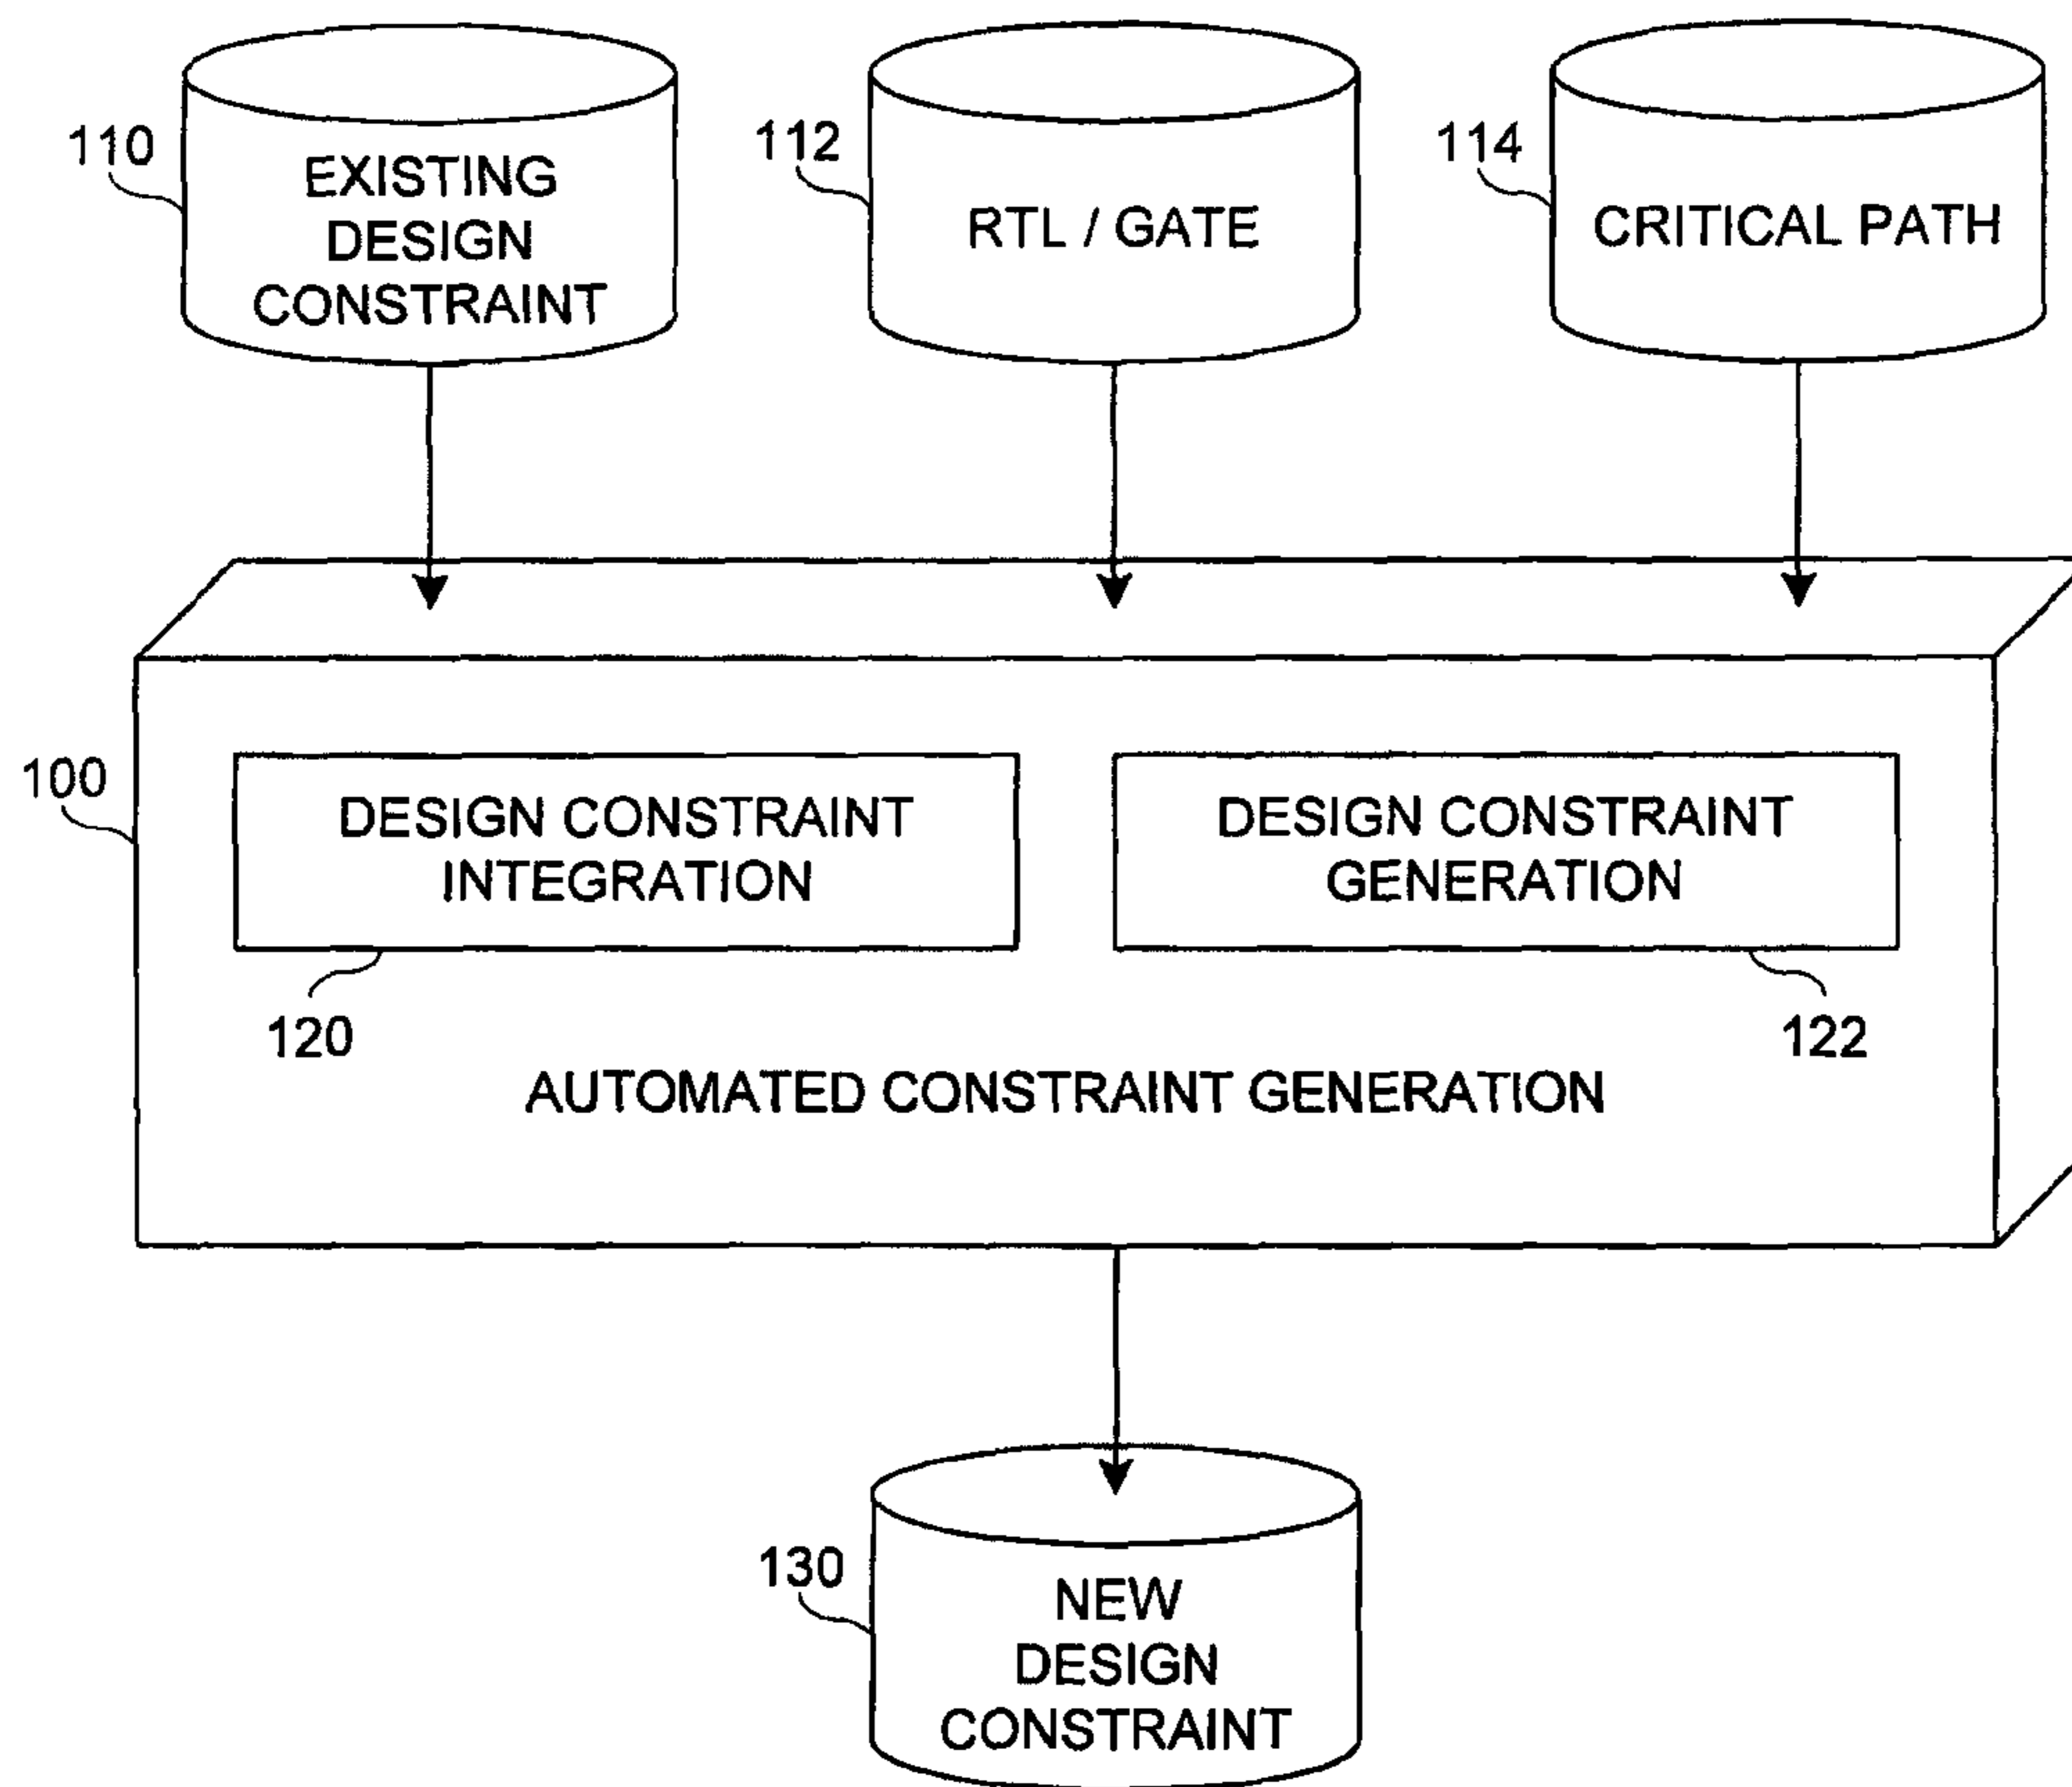 110
EXISTING
DESIGN
CONSTRAINT
112
RTL / GATE
114
CRITICAL PATH
100
DESIGN CONSTRAINT
INTEGRATION
120
DESIGN CONSTRAINT
GENERATION
122
AUTOMATED CONSTRAINT GENERATION
130
NEW
DESIGN
CONSTRAINT